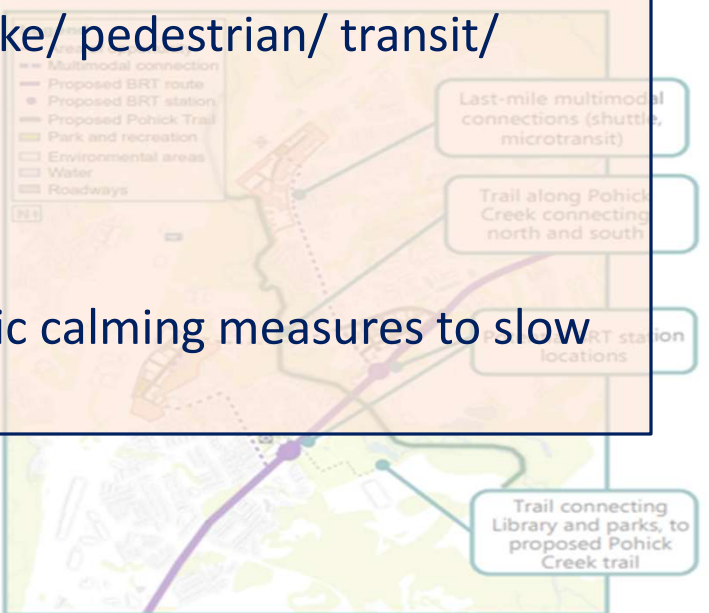 ke/ pedestrian/ transit/
Multimodal connection
Proposed BRT route
Proposed BRT station
Proposed Pohick Trail
Park and recreation
Environmental areas
Water
Roadways
N
Last-mile multimodal
connections (shuttle,
microtransit)
Trail along Pohick
Creek connecting
north and south
ic calming measures to slow
BRT station
locations
Trail connecting
Library and parks, to
proposed Pohick
Creek trail